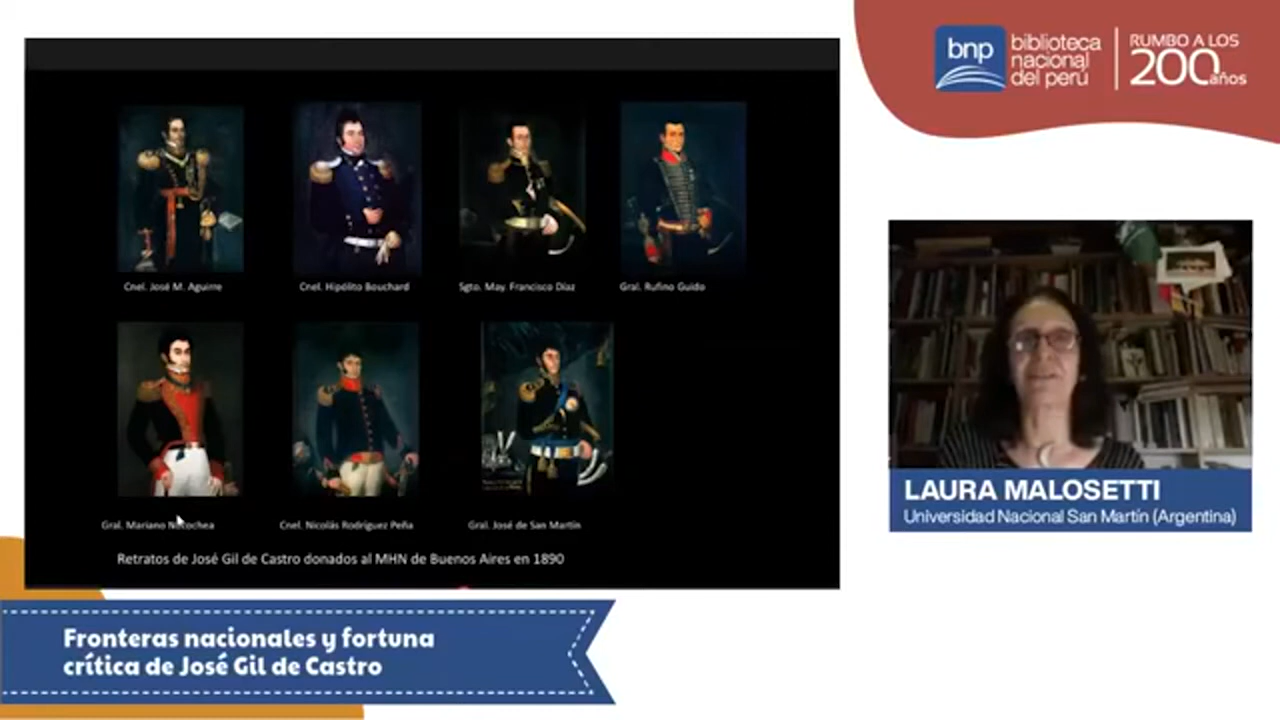 bnp
biblioteca
nacional
del perú
RUMBO A LOS
200
años
Cnel. José M. Aguirre
Cnel. Hipólito Bouchard
Sgto. May. Francisco Díaz
Gral. Rufino Guido
Gral. Mariano Necochea
Cnel. Nicolás Rodríguez Peña
Gral. José de San Martín
Retratos de José Gil de Castro donados al MHN de Buenos Aires en 1890
LAURA MALOSETTI
Universidad Nacional San Martín (Argentina)
Fronteras nacionales y fortuna
crítica de José Gil de Castro